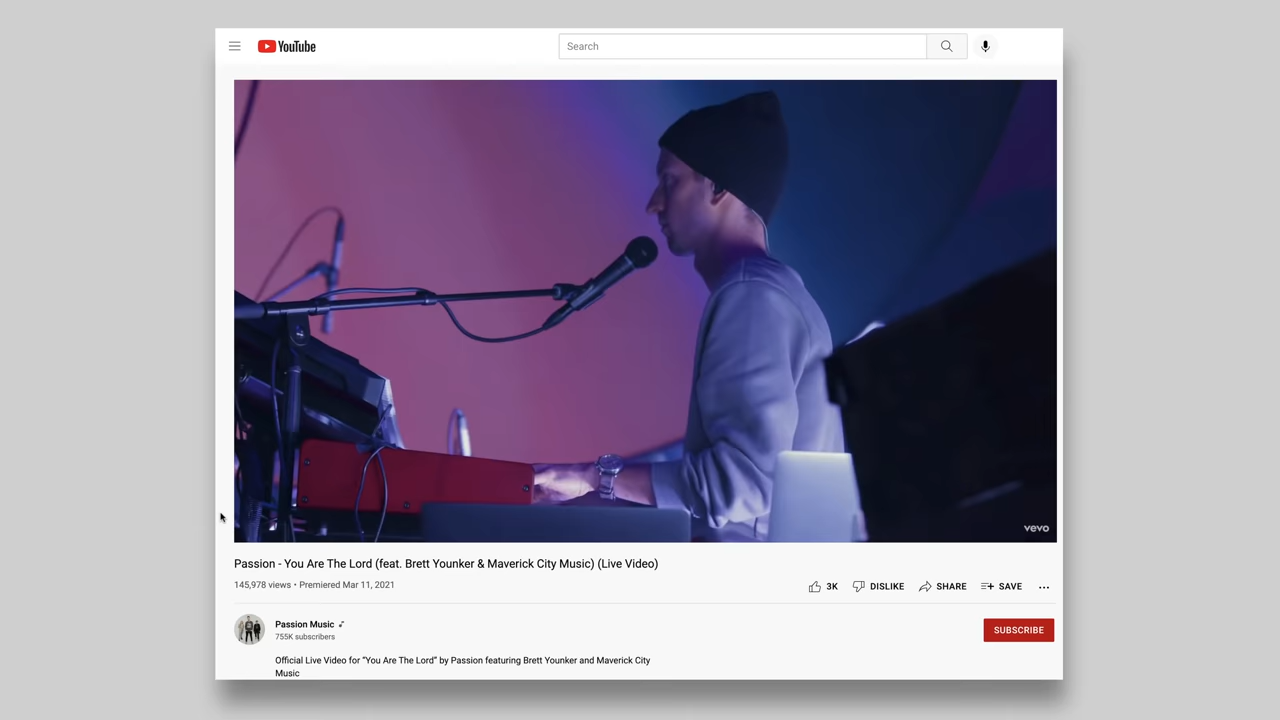 YouTube
Search
vevo
Passion - You Are The Lord (feat. Brett Younker & Maverick City Music) (Live Video)
145,978 views • Premiered Mar 11, 2021
3K
DISLIKE
SHARE
SAVE
Passion Music
755K subscribers
SUBSCRIBE
Official Live Video for “You Are The Lord” by Passion featuring Brett Younker and Maverick City
Music